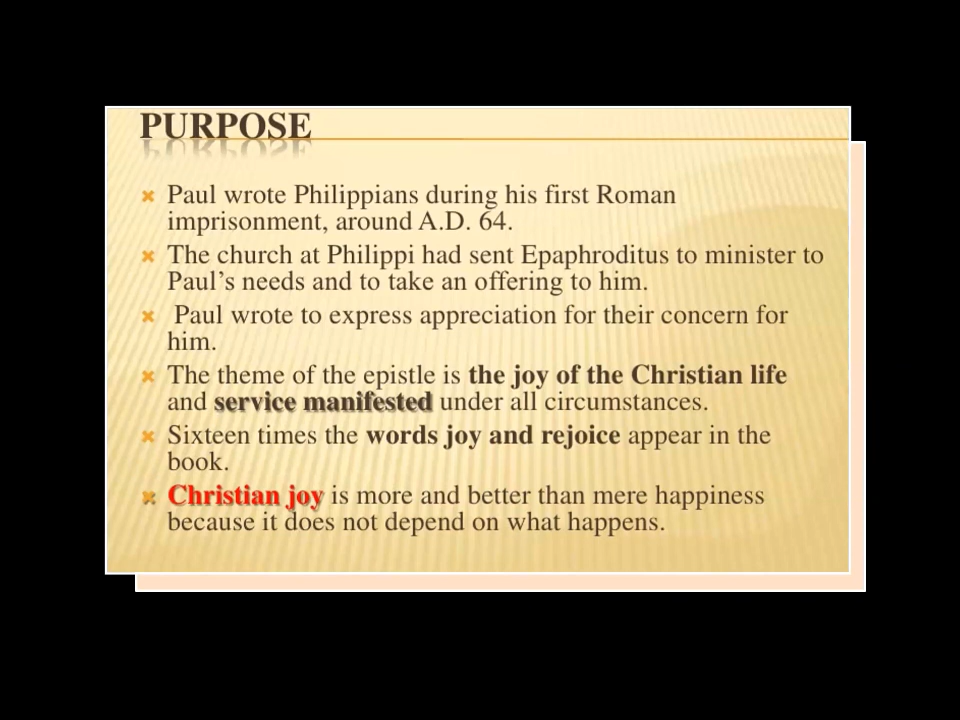 PURPOSE
Paul wrote Philippians during his first Roman
imprisonment, around A.D. 64.
The church at Philippi had sent Epaphroditus to minister to
Paul’s needs and to take an offering to him.
Paul wrote to express appreciation for their concern for
him.
The theme of the epistle is the joy of the Christian life
and service manifested under all circumstances.
Sixteen times the words joy and rejoice appear in the
book.
Christian joy is more and better than mere happiness
because it does not depend on what happens.